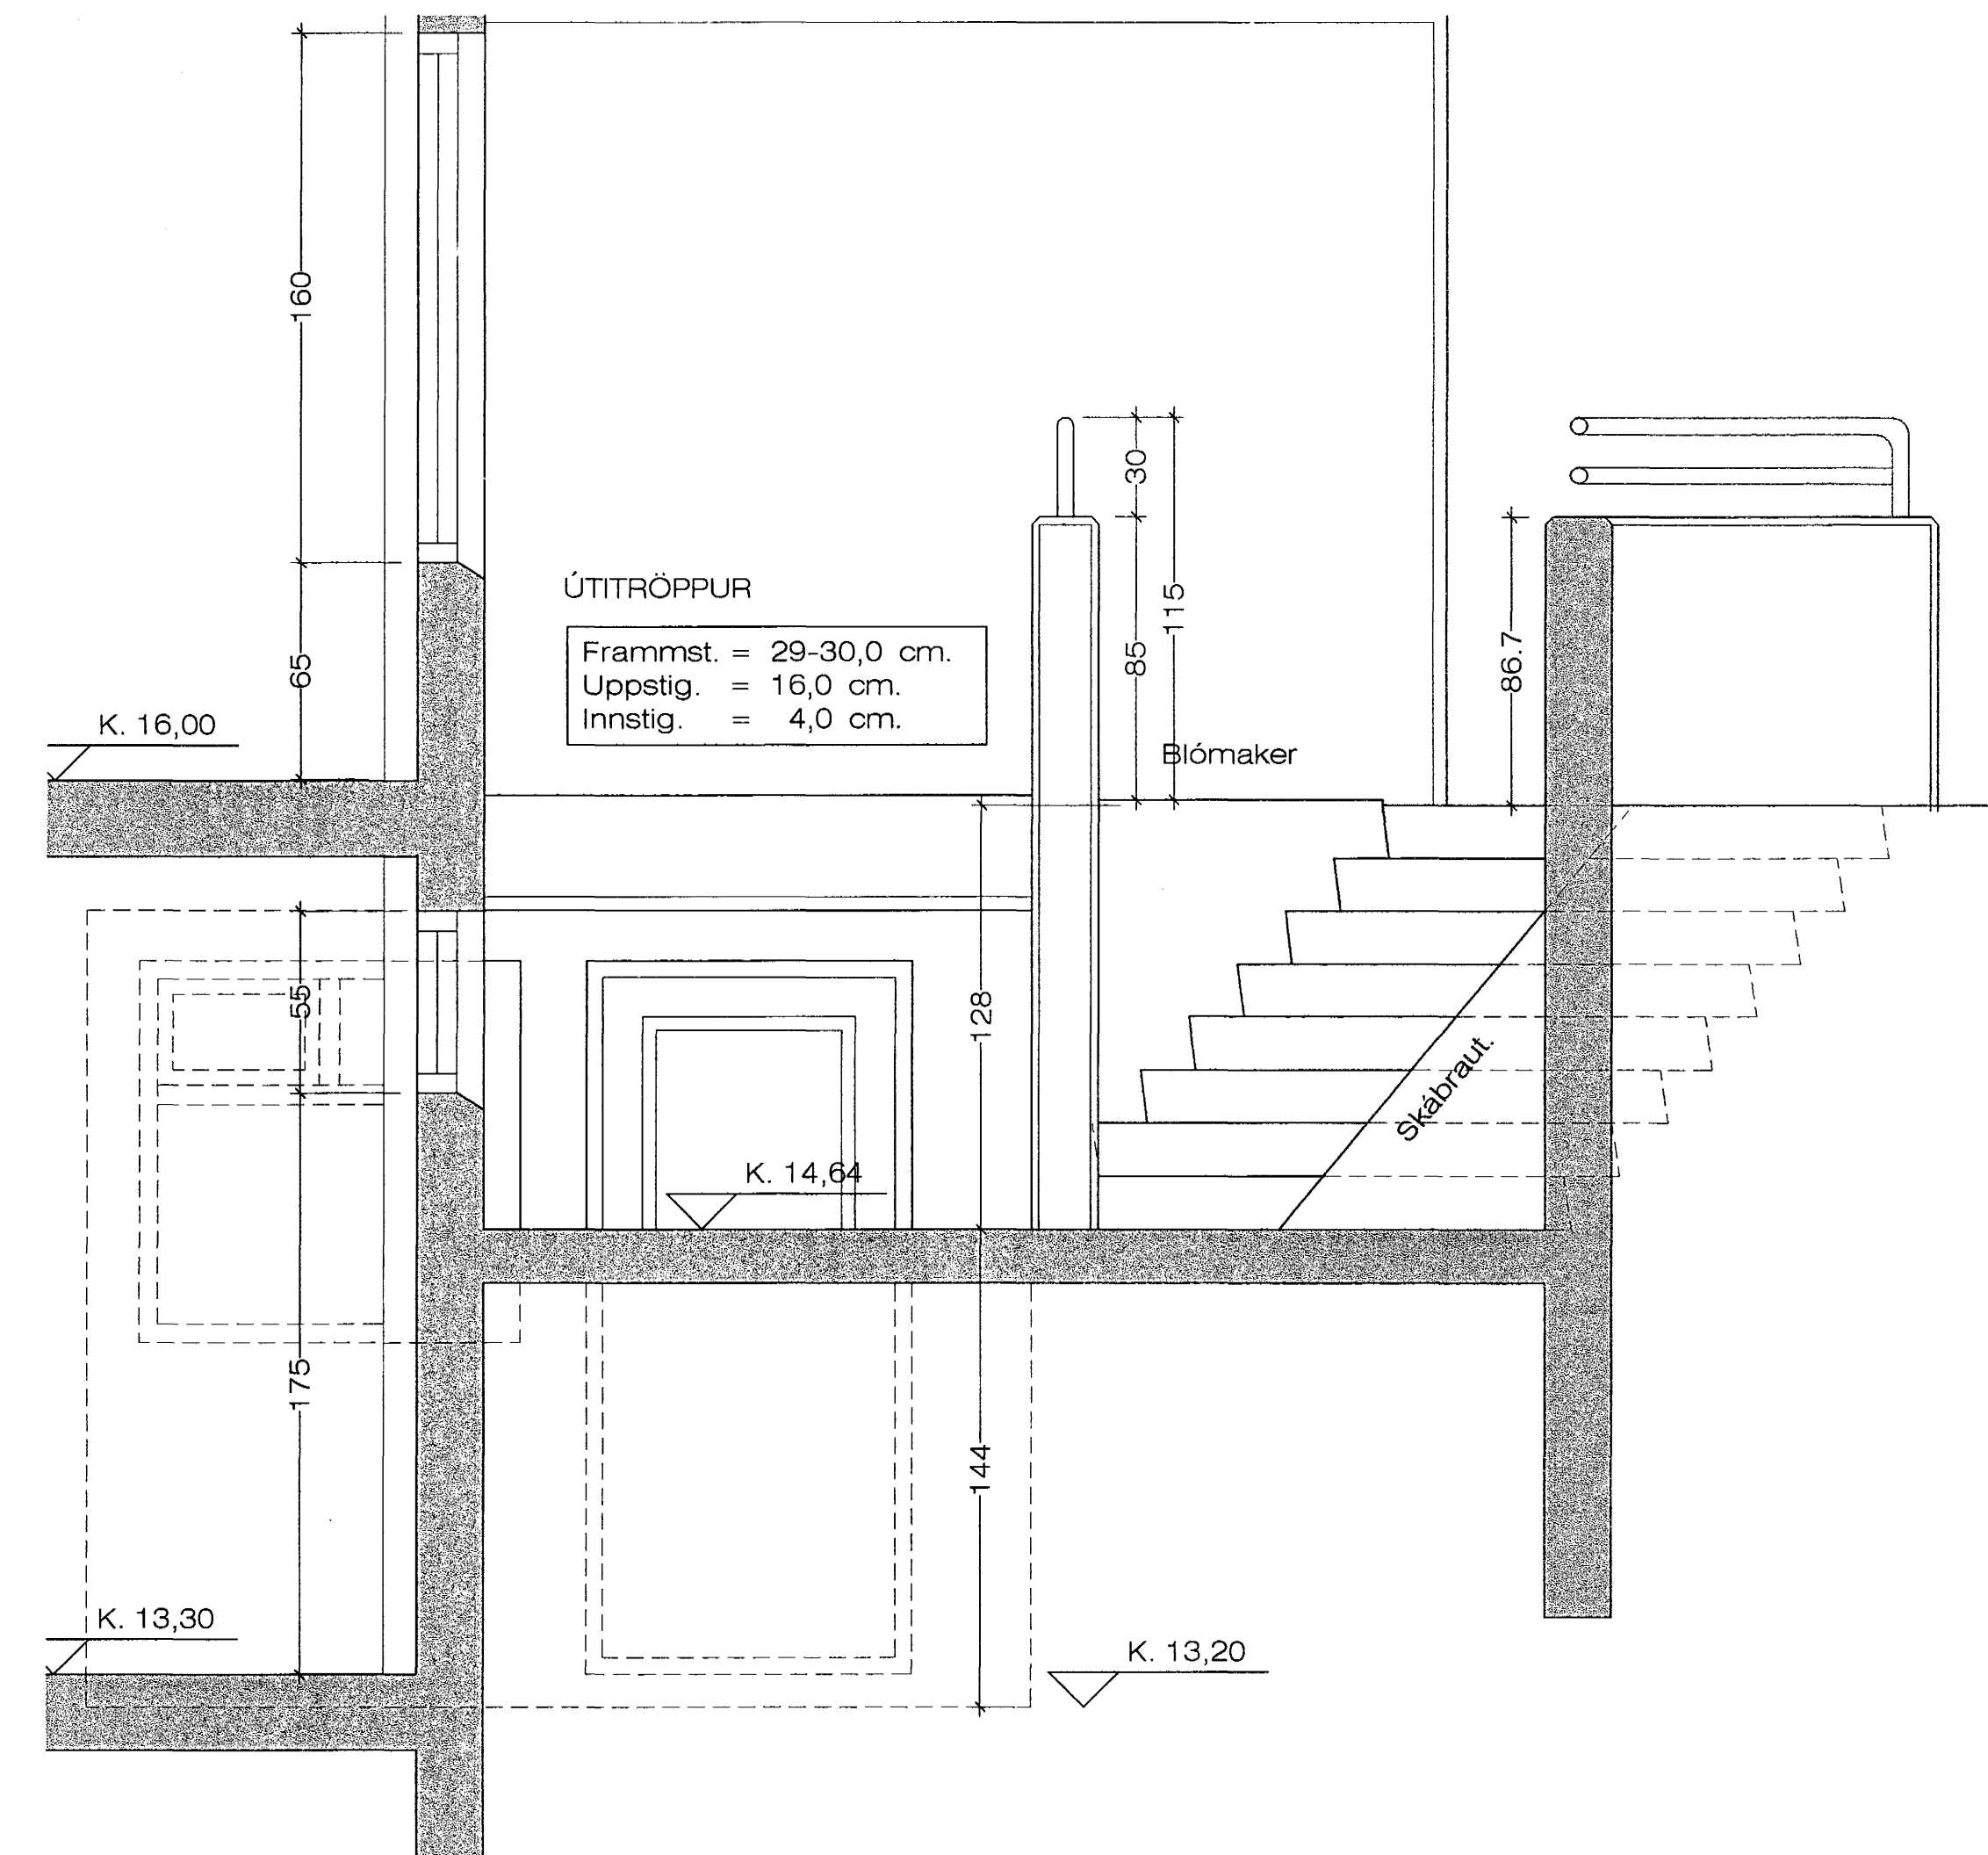 160
30
115
ÚTITRÖPPUR
Frammst. = 29-30,0 cm.
Uppstig. = 16,0 cm.
Innstig. = 4,0 cm.
65
85
86.7
K. 16,00
Blómaker
55
128
Skábraut.
K. 14,64
175
144
K. 13,30
K. 13,20